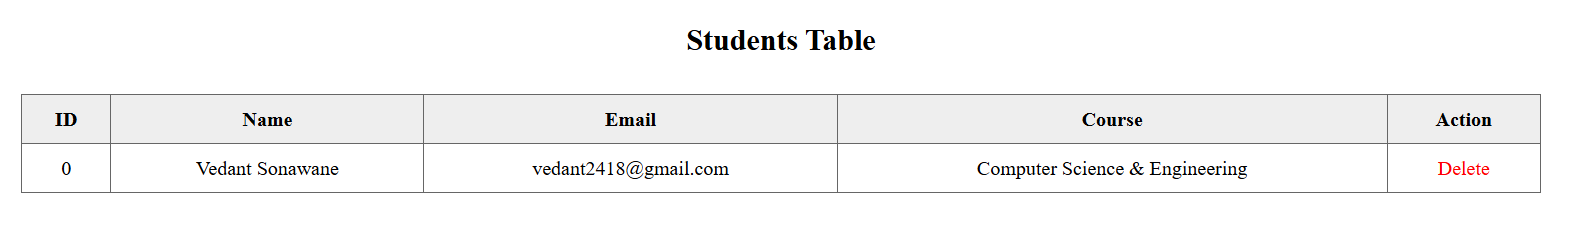 Students Table
ID Name Email Course Action
0 Vedant Sonawane vedant2418@gmail.com Computer Science & Engineering Delete